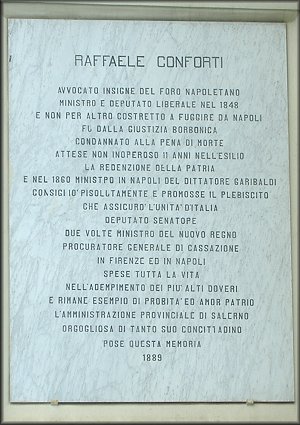 RAFFAELE CONFORTI
AVVOCATO INSIGNE DEL FORO NAPOLETANO
MINISTRO E DEPUTATO LIBERALE NEL 1848
E NON PER ALTRO COSTRETTO A FUGGIRE DA NAPOLI
FU DALLA GIUSTIZIA BORBONICA
CONDANNATO ALLA PENA DI MORTE
ATTESE NON INOPEROSO 11 ANNI NELL'ESILIO
LA REDENZIONE DELLA PATRIA
E NEL 1860 MINISTRO IN NAPOLI DEL DITTATORE GARIBALDI
CONSIGLIO' RISOLUTAMENTE E PROMOSSE IL PLEBISCITO
CHE ASSICURO' L'UNITA' D'ITALIA
DEPUTATO SENATORE
DUE VOLTE MINISTRO DEL NUOVO REGNO
PROCURATORE GENERALE DI CASSAZIONE
IN FIRENZE ED IN NAPOLI
SPESE TUTTA LA VITA
NELL'ADEMPIMENTO DEI PIU' ALTI DOVERI
E RIMANE ESEMPIO DI PROBITA' ED AMOR PATRIO
L'AMMINISTRAZIONE PROVINCIALE DI SALERNO
ORGOGLIOSA DI TANTO SUO CONCITTADINO
POSE QUESTA MEMORIA
1889